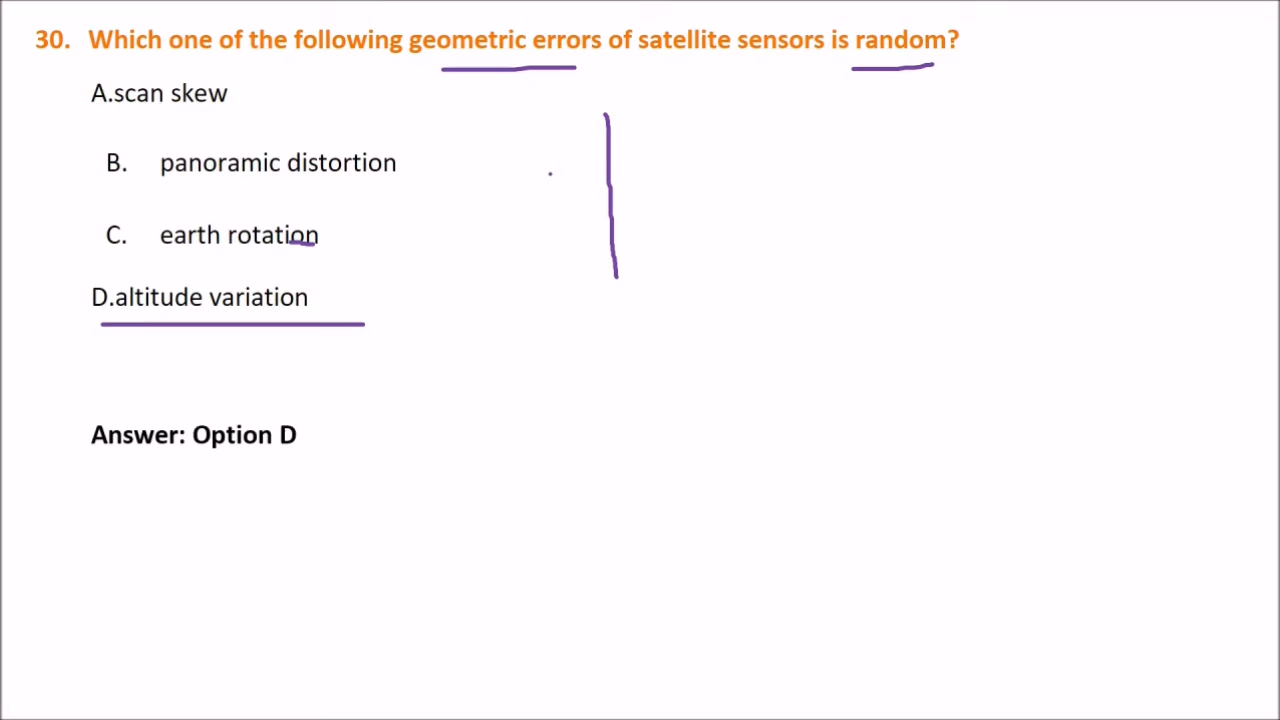 30. Which one of the following geometric errors of satellite sensors is random?
A.scan skew
B. panoramic distortion
C. earth rotation
D.altitude variation
Answer: Option D